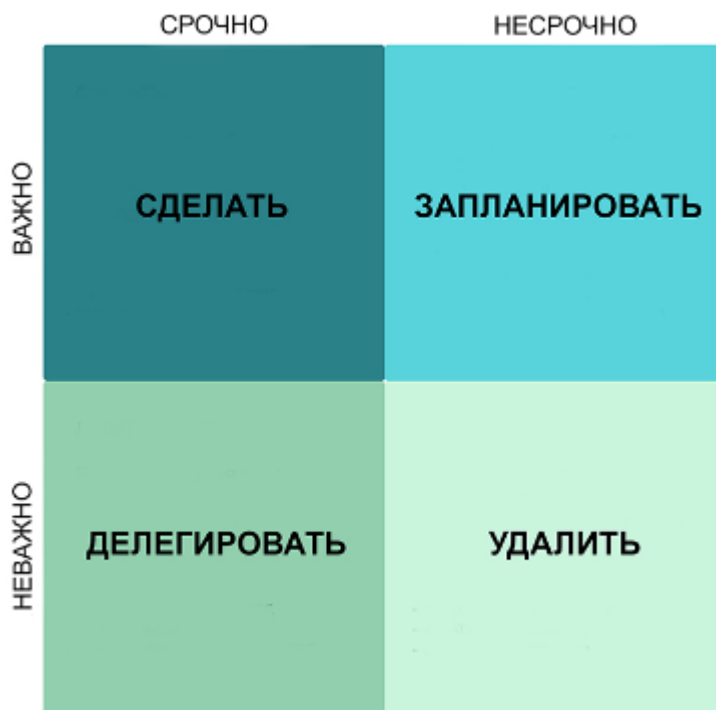 СРОЧНО НЕСРОЧНО
ВАЖНО
СДЕЛАТЬ ЗАПЛАНИРОВАТЬ
НЕВАЖНО
ДЕЛЕГИРОВАТЬ УДАЛИТЬ